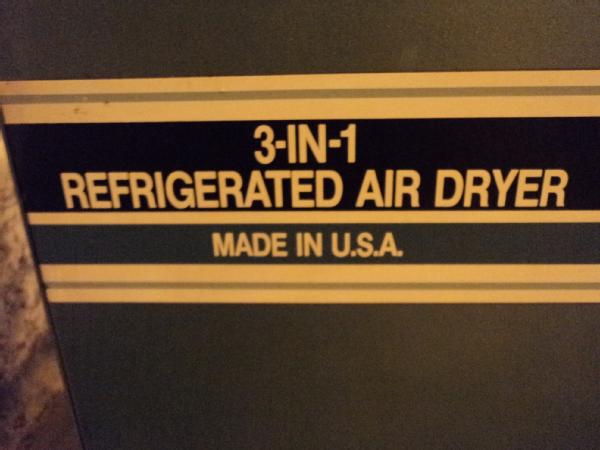 3-IN-1
REFRIGERATED AIR DRYER
MADE IN U.S.A.